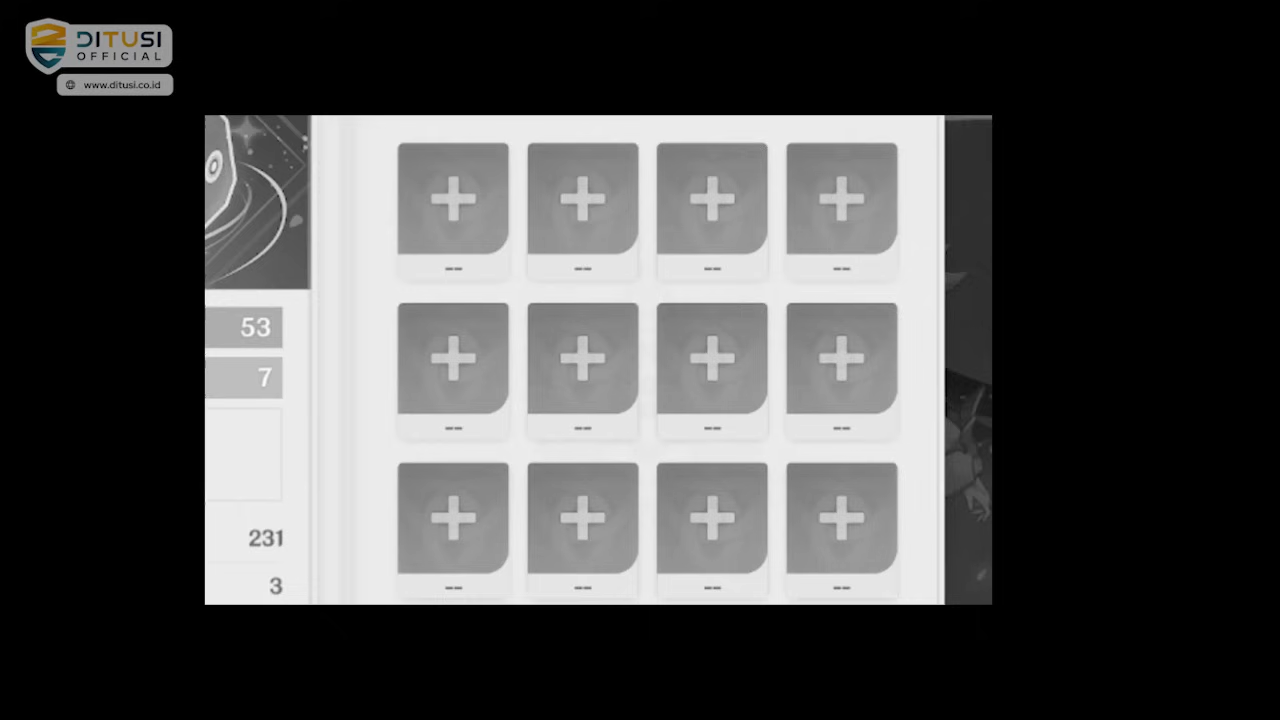 DITUSI
OFFICIAL
www.ditusi.co.id
53
7
231
3
-- -- -- --
-- -- -- --
-- -- -- --